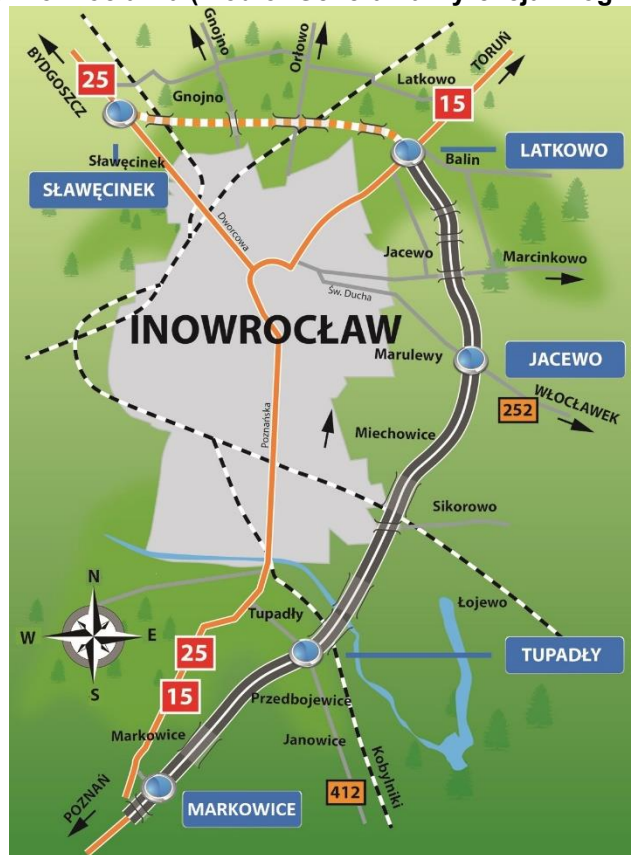 Gnojno
Orłowo
TORUŃ
BYDGOSZCZ
25
Latkowo
15
Gnojno
Sławęcinek
Balin
LATKOWO
SŁAWĘCINEK
Dworcowa
Jacewo
Marcinkowo
Św. Ducha
INOWROCŁAW
Marulewy
JACEWO
WŁOCŁAWEK
252
Poznańska
Miechowice
Sikorowo
N
W
E
S
Łojewo
Tupadły
25
TUPADŁY
15
Przedbojewice
Markowice
Janowice
Kobylniki
412
POZNAŃ
MARKOWICE